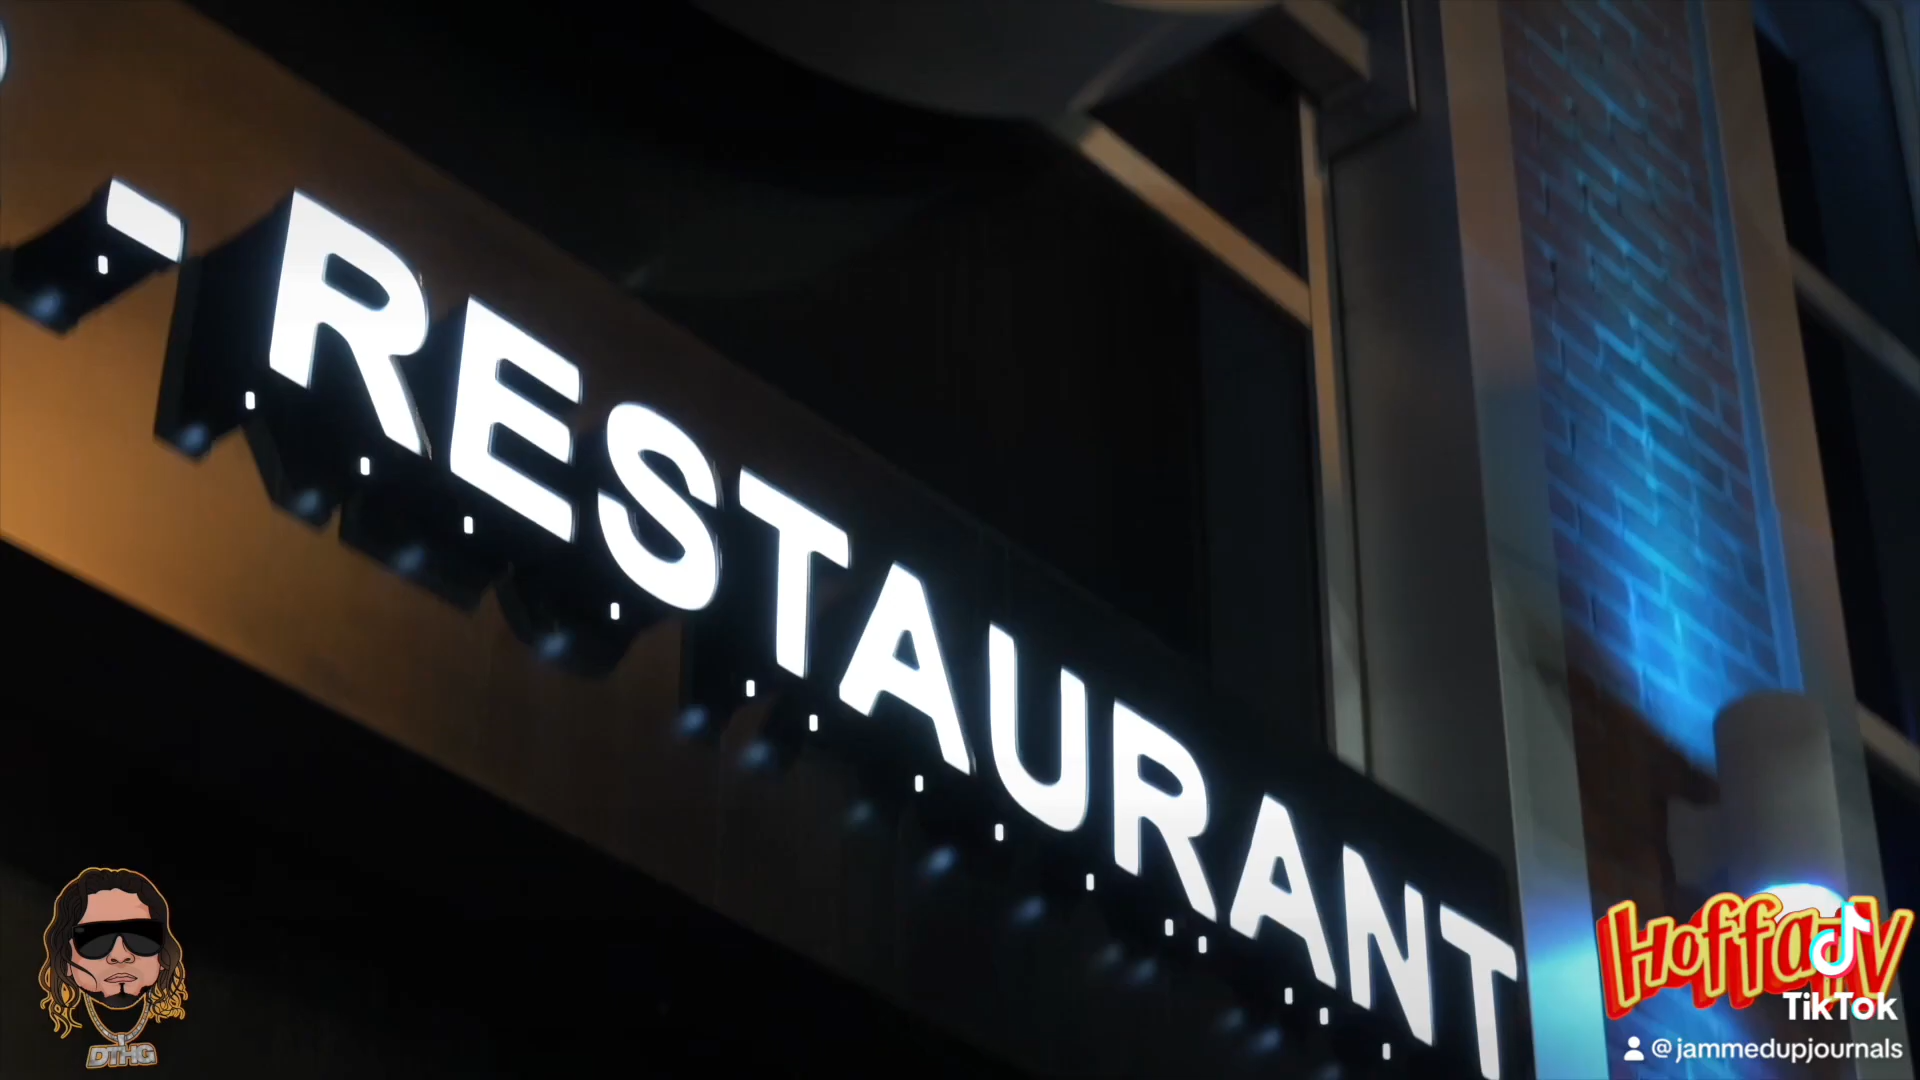 - RESTAURANT
DTHG
HoffaTV
TikTok
@jammedupjournals